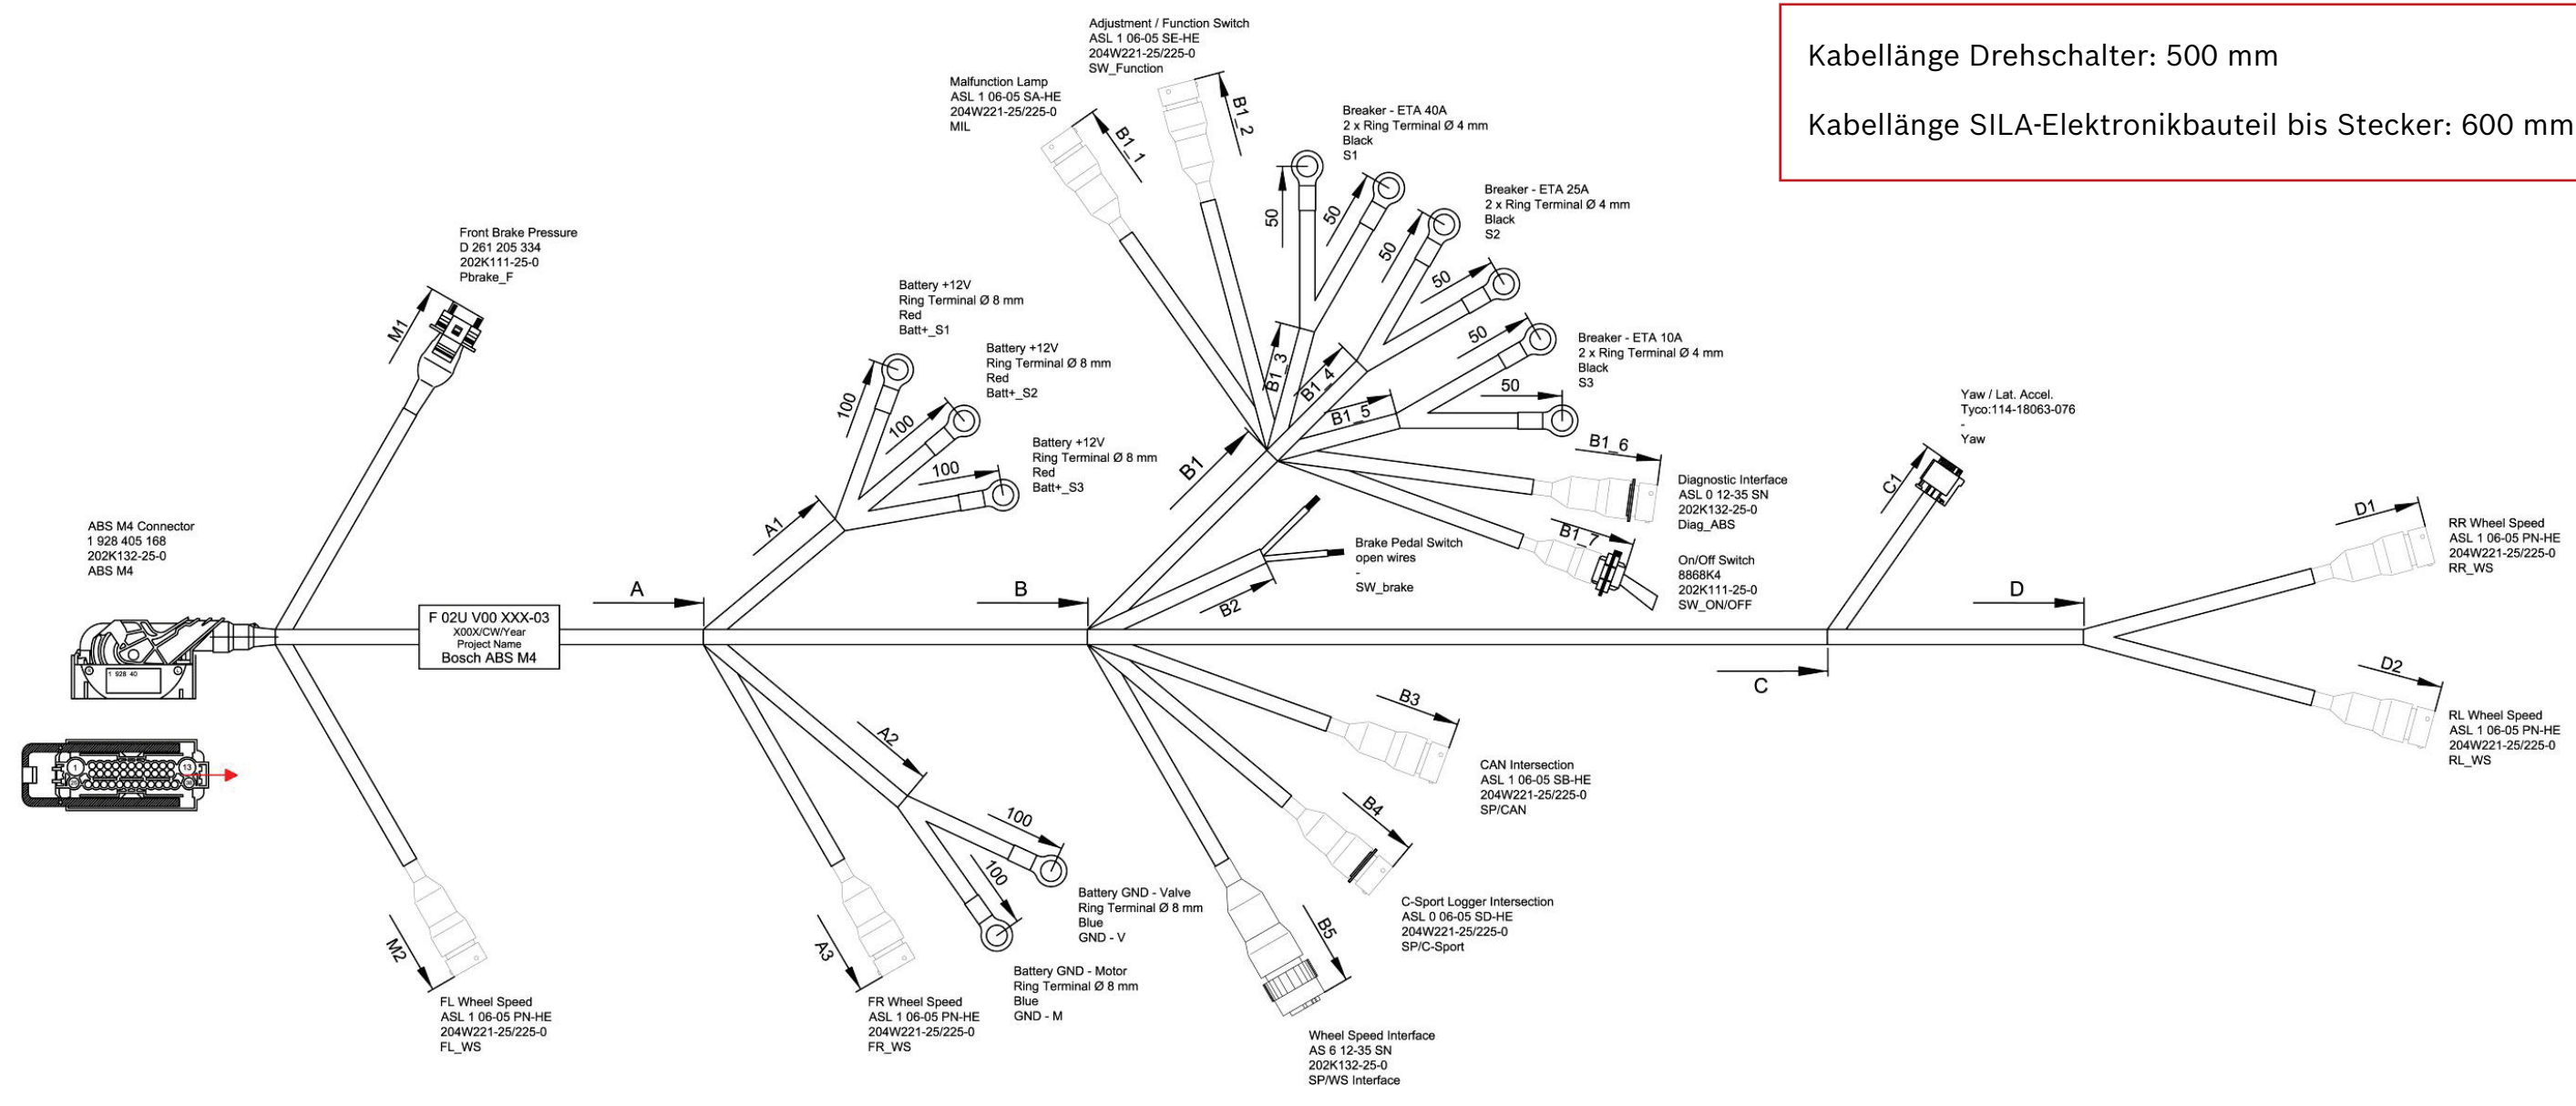 Kabellänge Drehschalter: 500 mm
Kabellänge SILA-Elektronikbauteil bis Stecker: 600 mm
Adjustment / Function Switch
ASL 1 06-05 SE-HE
204W221-25/225-0
SW_Function
Malfunction Lamp
ASL 1 06-05 SA-HE
204W221-25/225-0
MIL
B1_1
B1_2
Breaker - ETA 40A
2 x Ring Terminal Ø 4 mm
Black
S1
50
50
Breaker - ETA 25A
2 x Ring Terminal Ø 4 mm
Black
S2
50
50
Breaker - ETA 10A
2 x Ring Terminal Ø 4 mm
Black
S3
50
50
B1_3
B1_4
B1_5
B1_6
Diagnostic Interface
ASL 0 12-35 SN
202K132-25-0
Diag_ABS
B1_7
On/Off Switch
8868K4
202K111-25-0
SW_ON/OFF
B1
Brake Pedal Switch
open wires
-
SW_brake
B2
Front Brake Pressure
D 261 205 334
202K111-25-0
Pbrake_F
M1
Battery +12V
Ring Terminal Ø 8 mm
Red
Batt+_S1
100
Battery +12V
Ring Terminal Ø 8 mm
Red
Batt+_S2
100
Battery +12V
Ring Terminal Ø 8 mm
Red
Batt+_S3
100
A1
ABS M4 Connector
1 928 405 168
202K132-25-0
ABS M4
1 928 40
1
13
F 02U V00 XXX-03
X00X/CW/Year
Project Name
Bosch ABS M4
A
B
C
D
Yaw / Lat. Accel.
Tyco:114-18063-076
-
Yaw
C1
D1
RR Wheel Speed
ASL 1 06-05 PN-HE
204W221-25/225-0
RR_WS
D2
RL Wheel Speed
ASL 1 06-05 PN-HE
204W221-25/225-0
RL_WS
M2
FL Wheel Speed
ASL 1 06-05 PN-HE
204W221-25/225-0
FL_WS
A3
FR Wheel Speed
ASL 1 06-05 PN-HE
204W221-25/225-0
FR_WS
A2
100
100
Battery GND - Valve
Ring Terminal Ø 8 mm
Blue
GND - V
Battery GND - Motor
Ring Terminal Ø 8 mm
Blue
GND - M
B3
CAN Intersection
ASL 1 06-05 SB-HE
204W221-25/225-0
SP/CAN
B4
C-Sport Logger Intersection
ASL 0 06-05 SD-HE
204W221-25/225-0
SP/C-Sport
B5
Wheel Speed Interface
AS 6 12-35 SN
202K132-25-0
SP/WS Interface